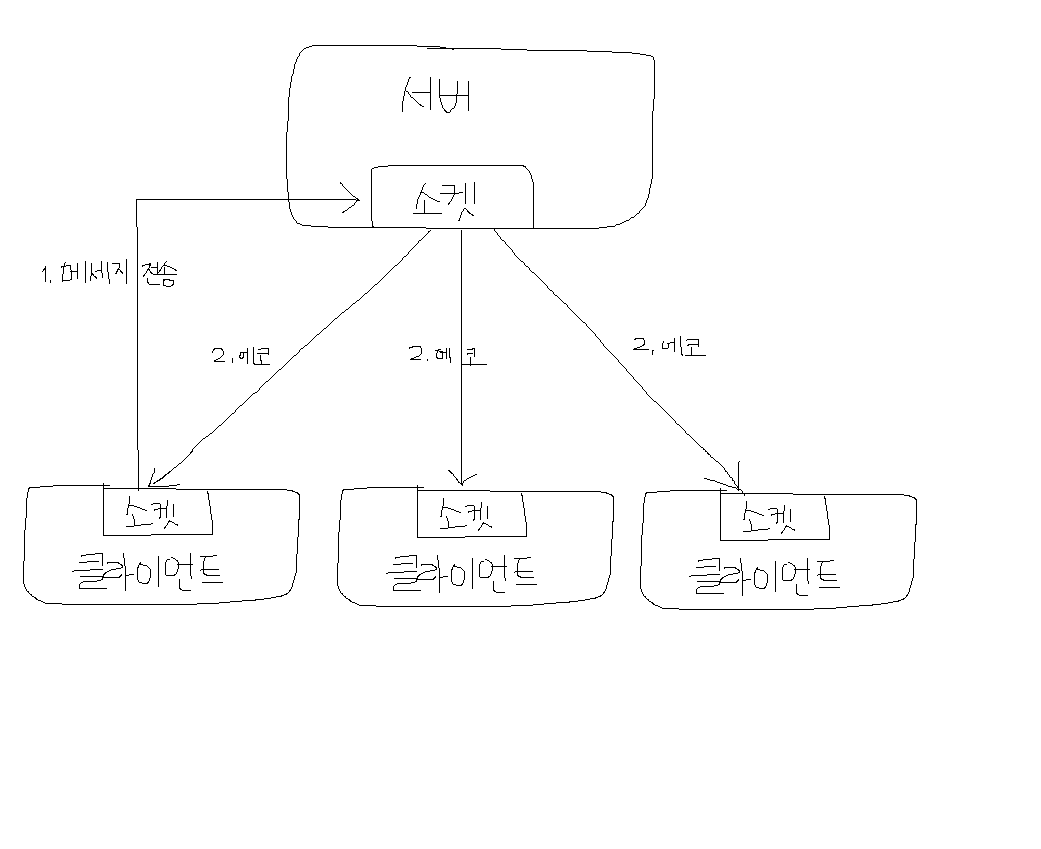 서버
소켓
1. 메세지 전송
2. 에코
2. 에코
2. 에코
소켓
클라이언트
소켓
클라이언트
소켓
클라이언트